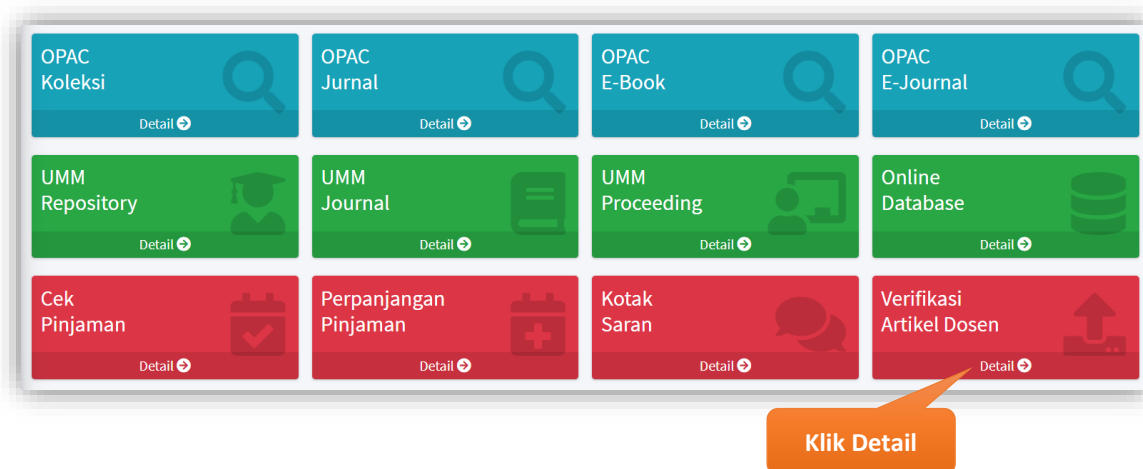 OPAC
Koleksi
Detail
OPAC
Jurnal
Detail
OPAC
E-Book
Detail
OPAC
E-Journal
Detail
UMM
Repository
Detail
UMM
Journal
Detail
UMM
Proceeding
Detail
Online
Database
Detail
Cek
Pinjaman
Detail
Perpanjangan
Pinjaman
Detail
Kotak
Saran
Detail
Verifikasi
Artikel Dosen
Detail
Klik Detail